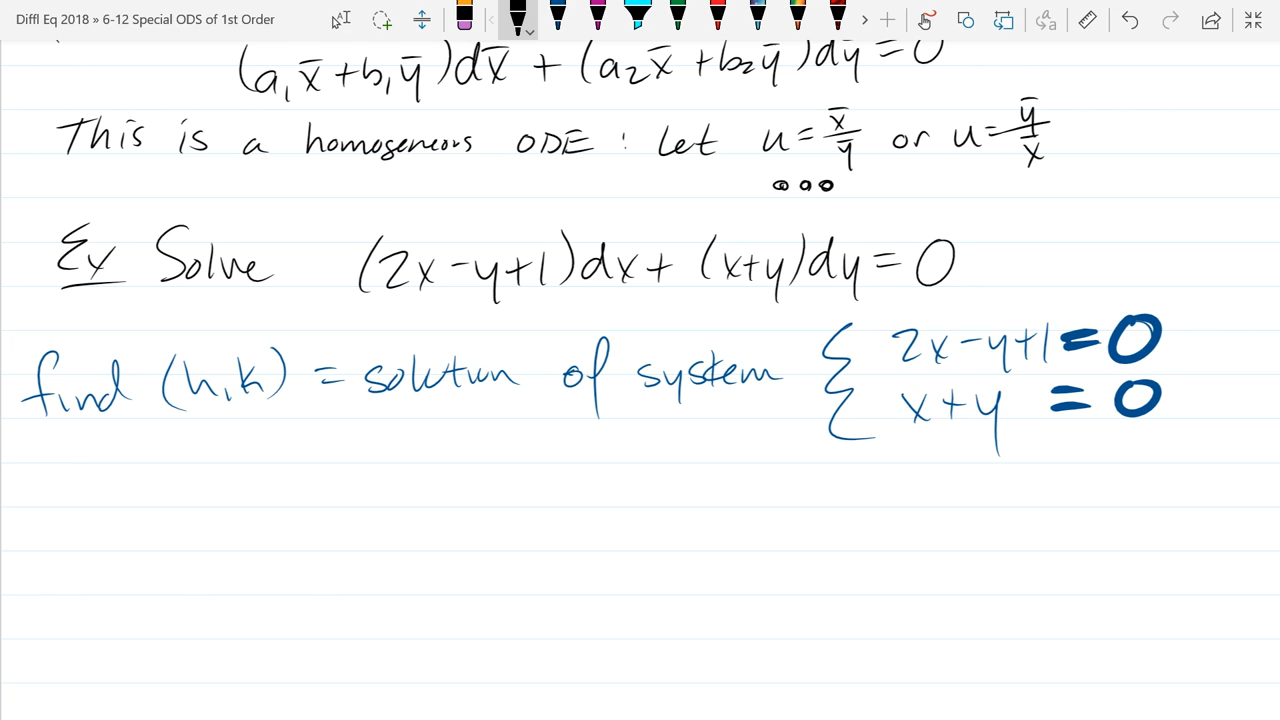 Diffl Eq 2018 » 6-12 Special ODS of 1st Order
(a₁x̄ + b₁ȳ)dx̄ + (a₂x̄ + b₂ȳ)dȳ = 0
This is a homogeneous ODE : Let u = x̄/ȳ or u = ȳ/x̄
...
Ex Solve (2x - y + 1)dx + (x + y)dy = 0
find (h,k) = solution of system { 2x - y + 1 = 0
x + y = 0